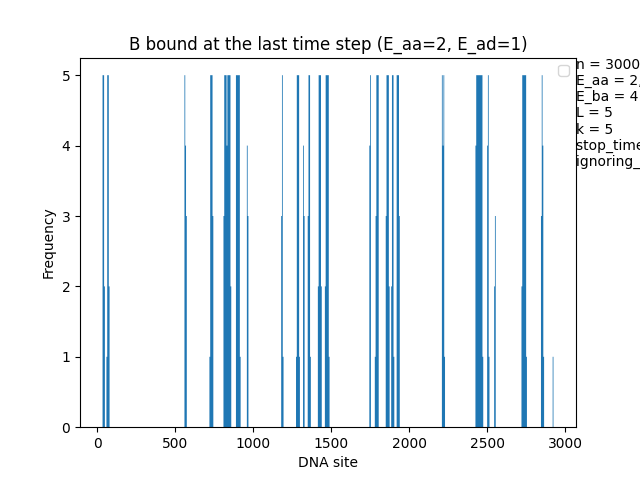 B bound at the last time step (E_aa=2, E_ad=1)
n = 3000
E_aa = 2,
E_ba = 4
L = 5
k = 5
stop_time
ignoring_
Frequency
5
4
3
2
1
0
0 500 1000 1500 2000 2500 3000
DNA site